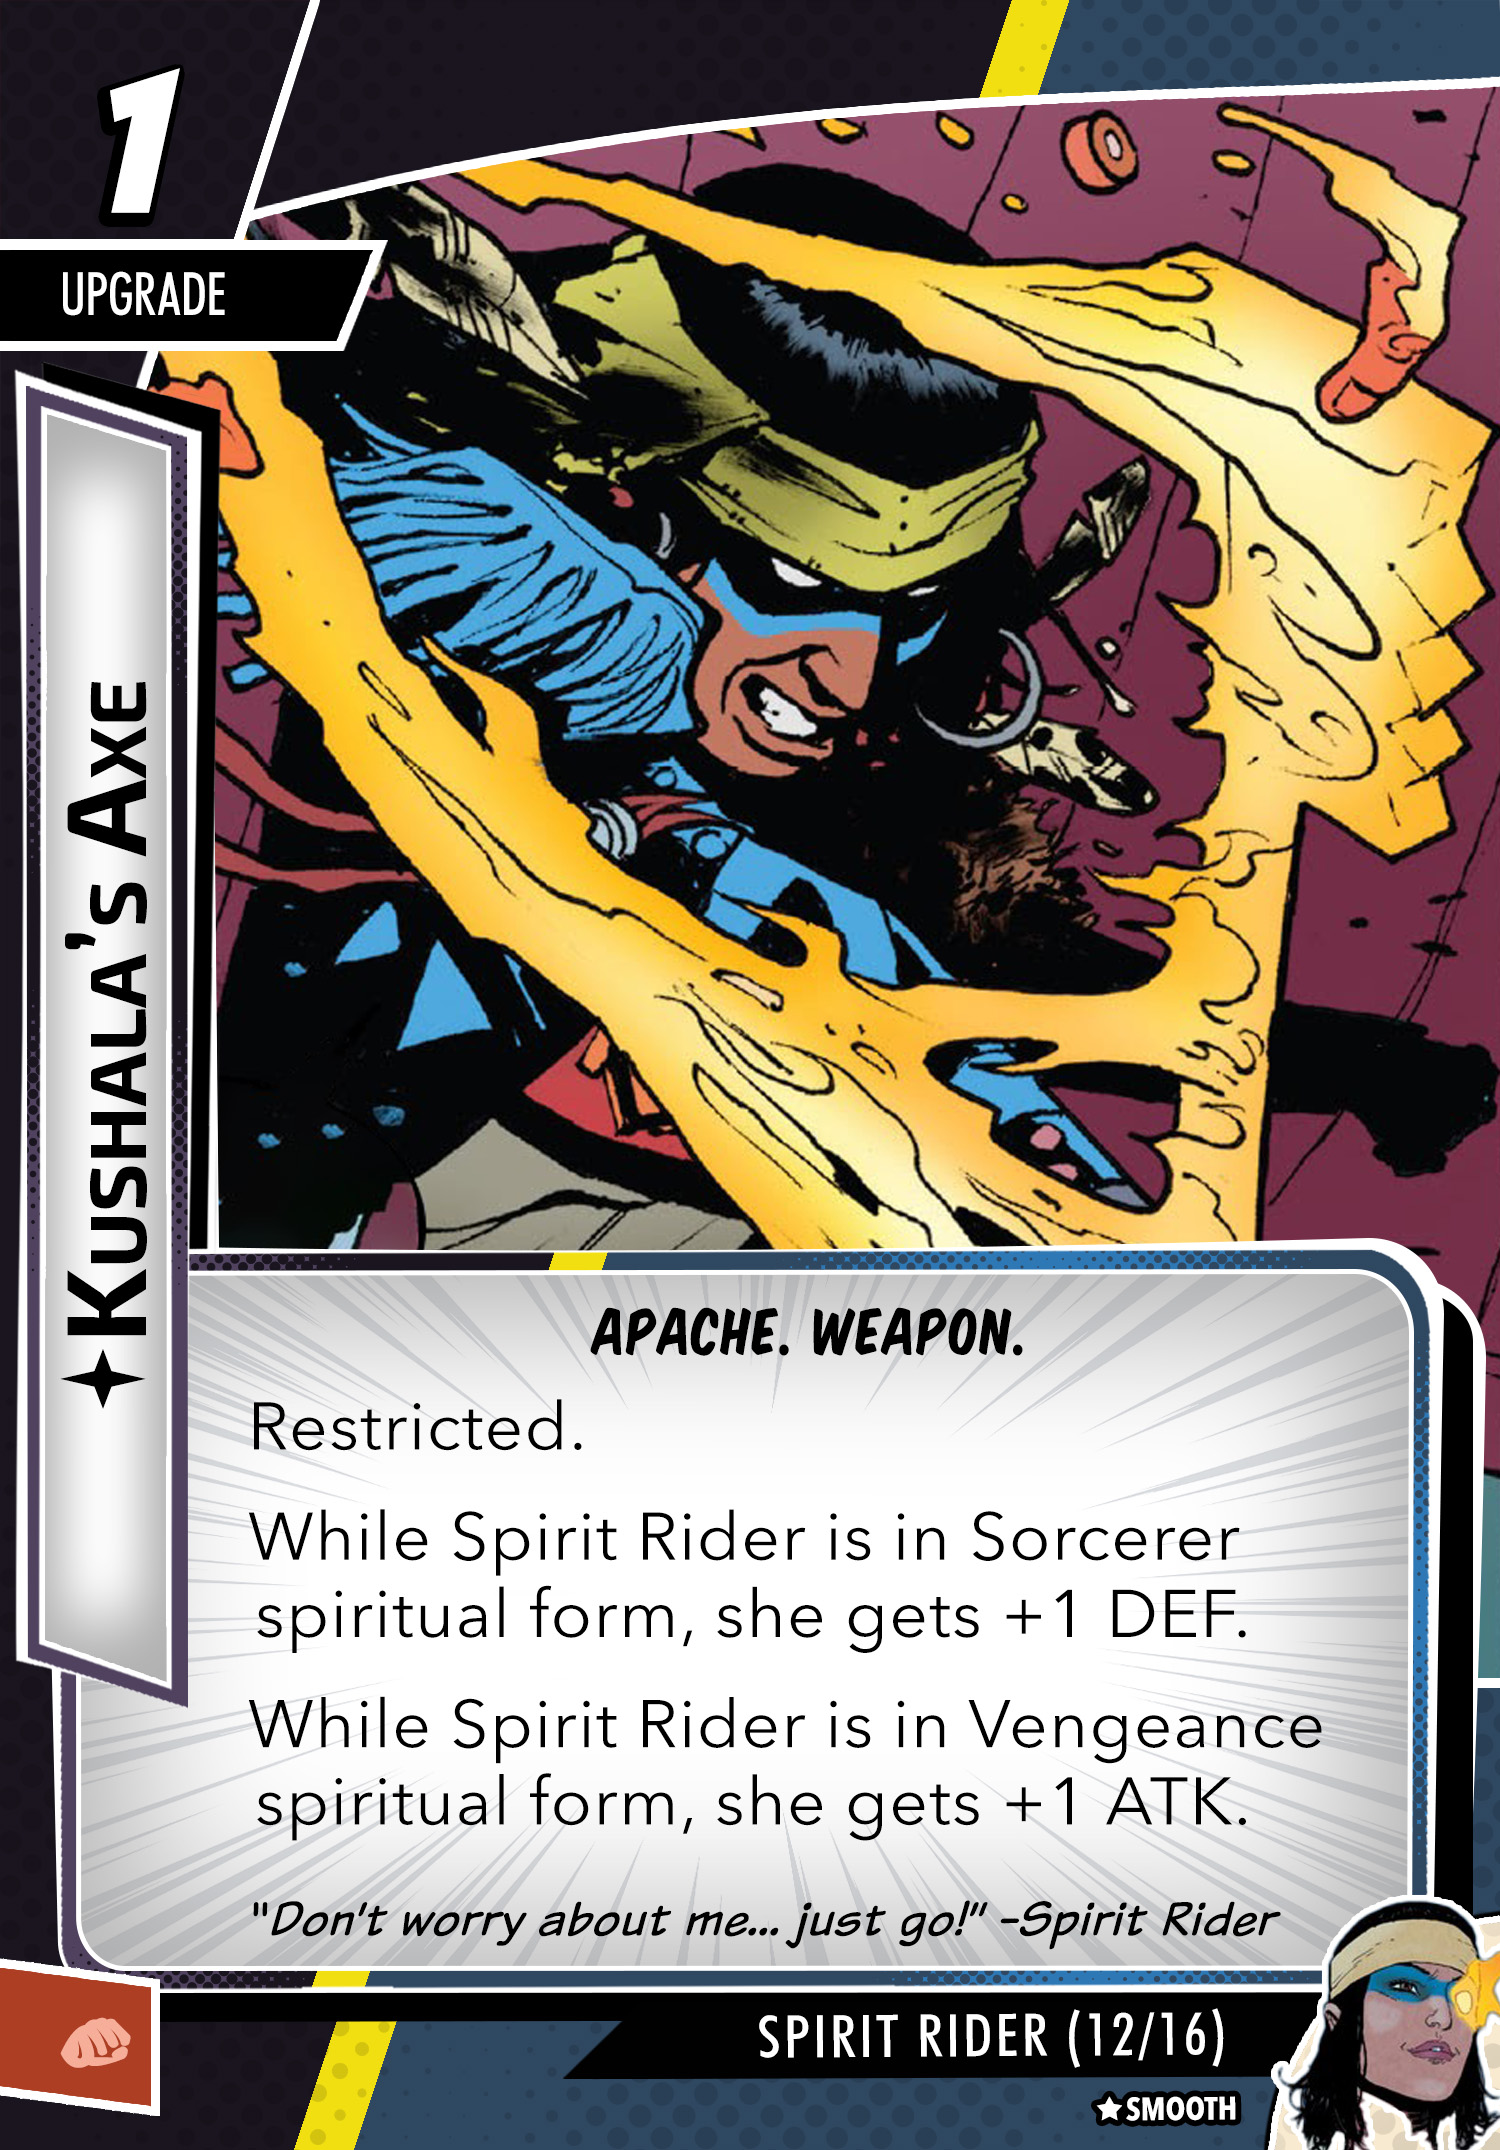 1
UPGRADE
KUSHALA'S AXE
APACHE. WEAPON.
Restricted.
While Spirit Rider is in Sorcerer
spiritual form, she gets +1 DEF.
While Spirit Rider is in Vengeance
spiritual form, she gets +1 ATK.
"Don't worry about me... just go!" -Spirit Rider
SPIRIT RIDER (12/16)
SMOOTH